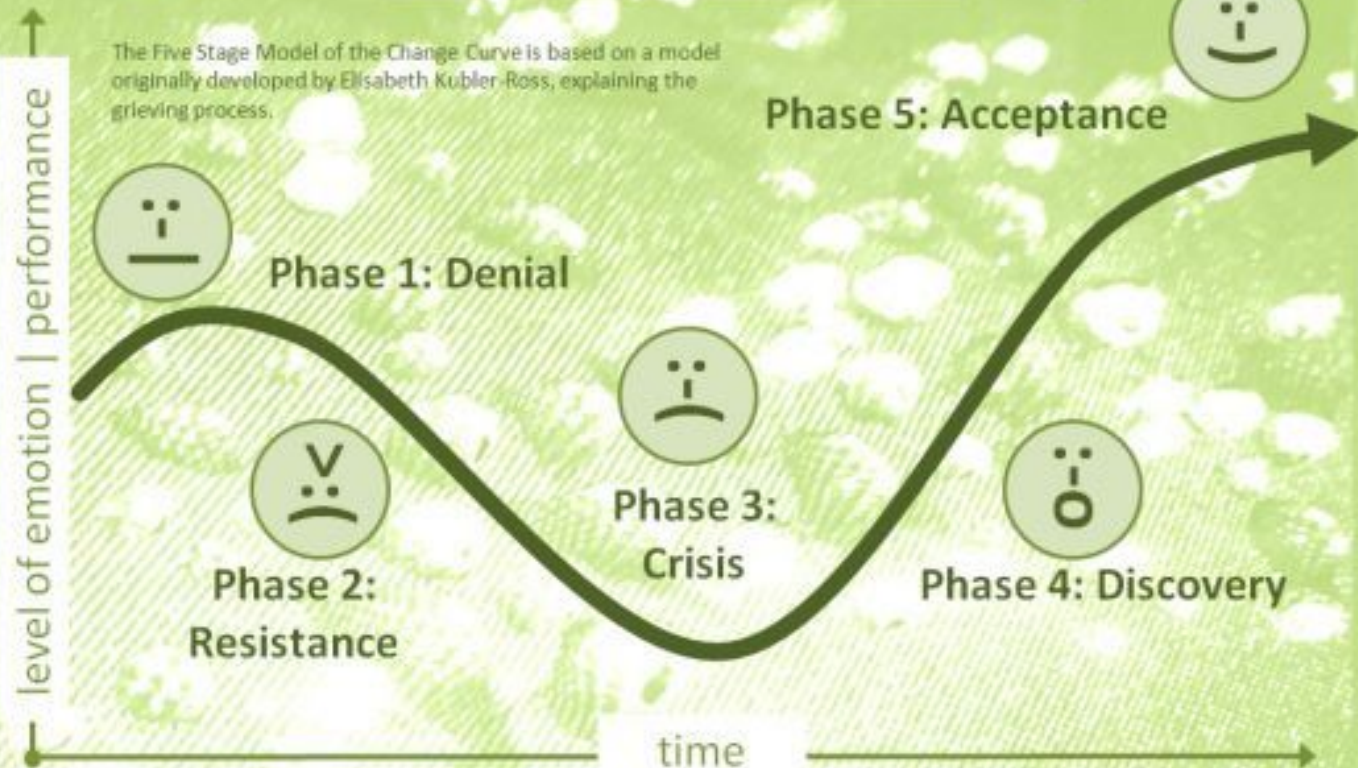 The Five Stage Model of the Change Curve is based on a model
originally developed by Elisabeth Kubler-Ross, explaining the
grieving process.
Phase 5: Acceptance
Phase 1: Denial
Phase 3:
Crisis
Phase 2:
Resistance
Phase 4: Discovery
level of emotion | performance
time